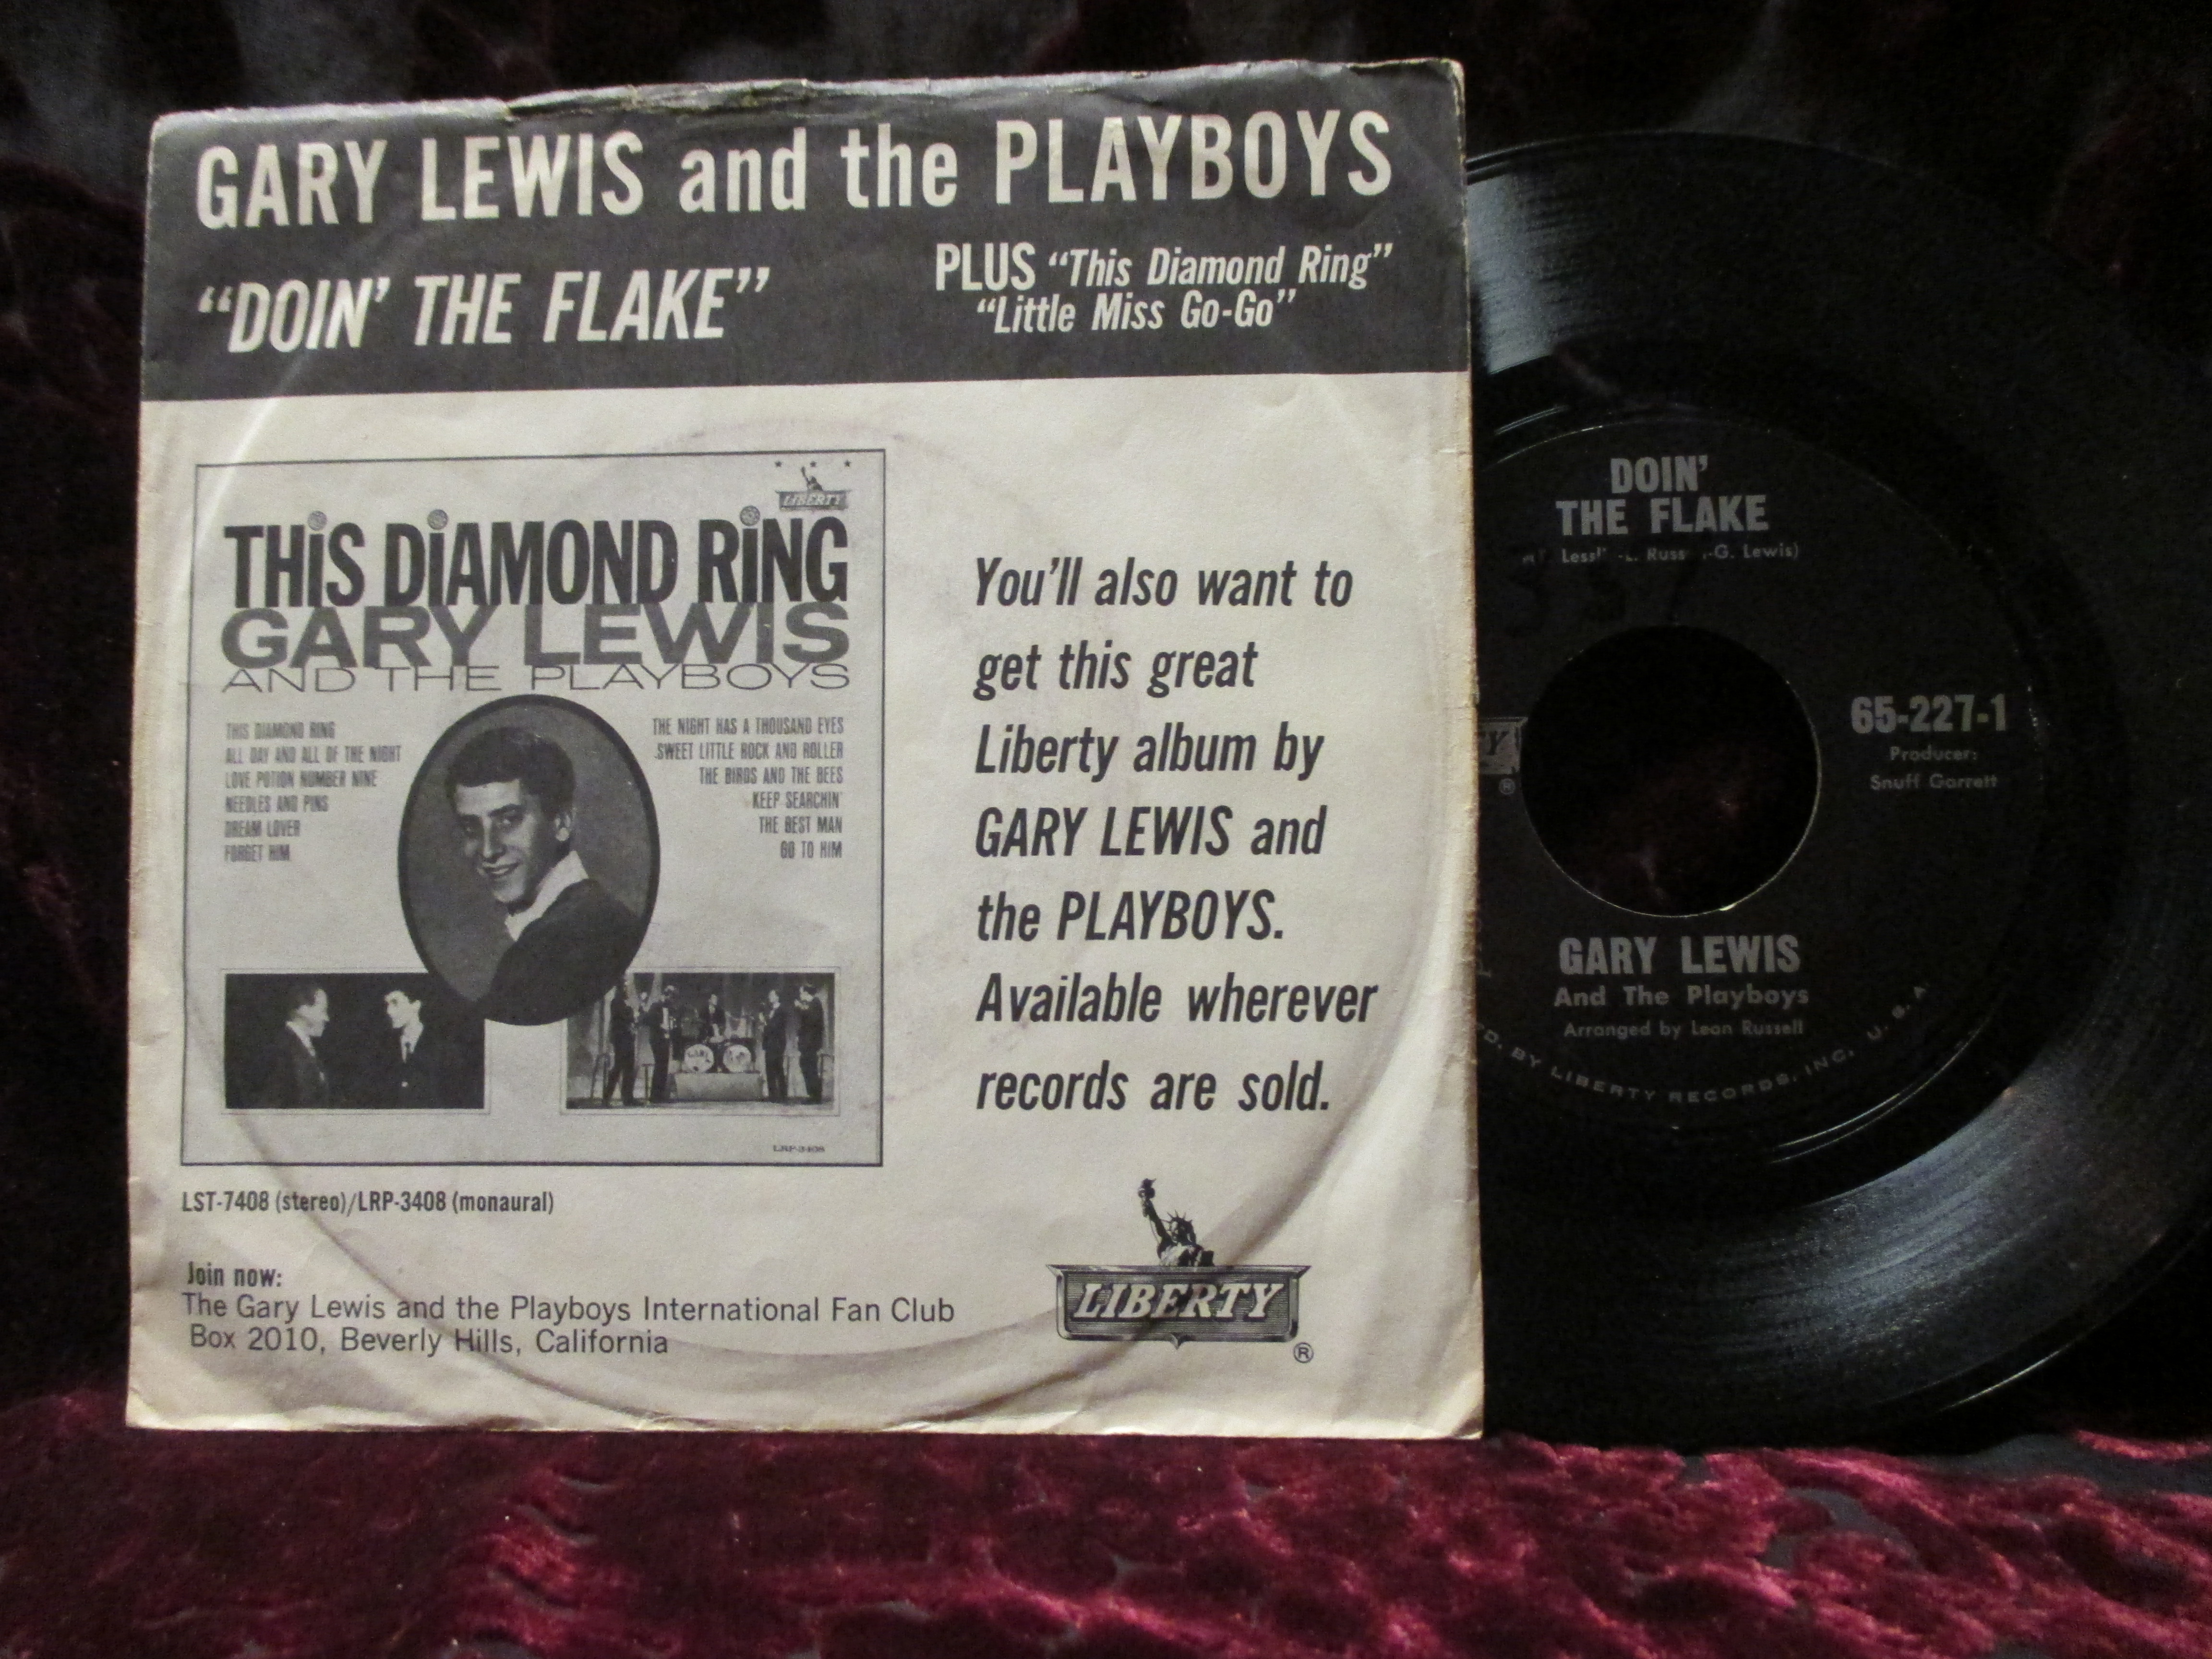 GARY LEWIS and the PLAYBOYS
“DOIN’ THE FLAKE”
PLUS “This Diamond Ring”
“Little Miss Go-Go”
LIBERTY
THiS DiAMOND RiNG
GARY LEWIS
AND THE PLAYBOYS
THIS DIAMOND RING
ALL DAY AND ALL OF THE NIGHT
LOVE POTION NUMBER NINE
NEEDLES AND PINS
DREAM LOVER
FORGET HIM
THE NIGHT HAS A THOUSAND EYES
SWEET LITTLE ROCK AND ROLLER
THE BIRDS AND THE BEES
KEEP SEARCHIN'
THE BEST MAN
GO TO HIM
LRP-3408
You’ll also want to
get this great
Liberty album by
GARY LEWIS and
the PLAYBOYS.
Available wherever
records are sold.
LST-7408 (stereo)/LRP-3408 (monaural)
Join now:
The Gary Lewis and the Playboys International Fan Club
Box 2010, Beverly Hills, California
LIBERTY
®
DOIN’
THE FLAKE
G. Lewis)
65-227-1
Producer:
Snuff Garrett
®
GARY LEWIS
And The Playboys
Arranged by Leon Russell
BY LIBERTY RECORDS, INC. U. S. A.